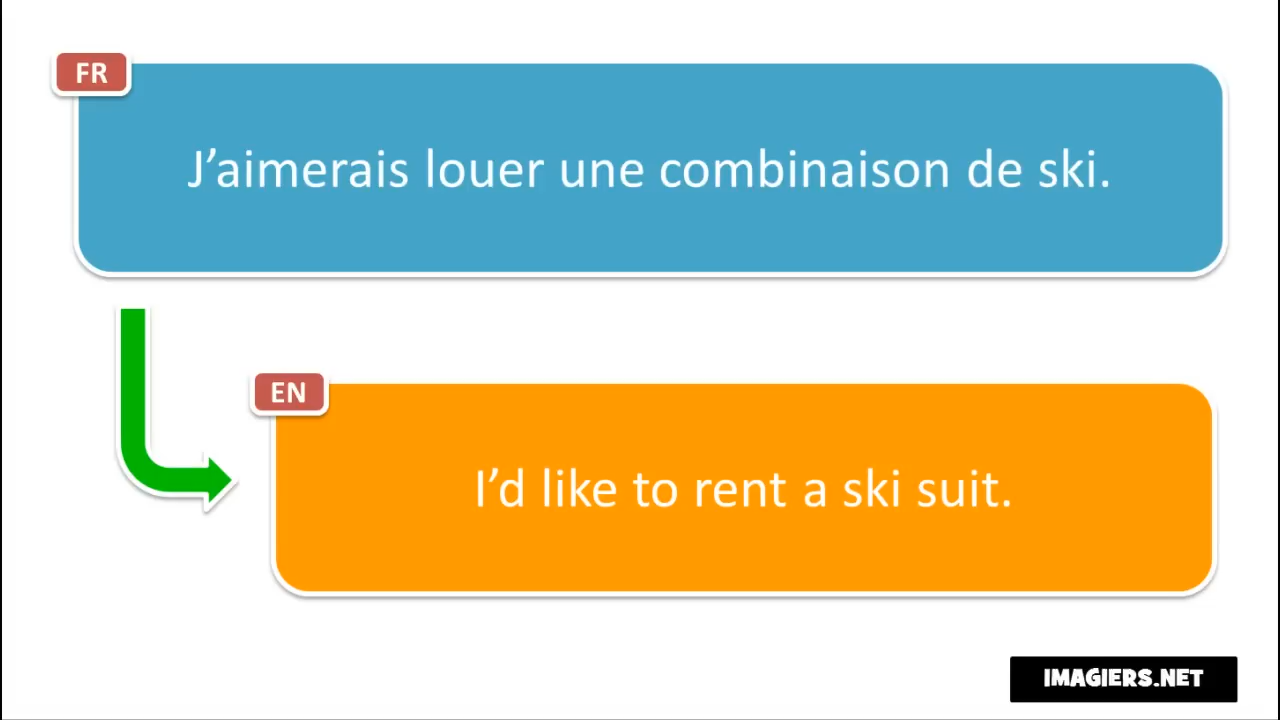 FR
J’aimerais louer une combinaison de ski.
EN
I’d like to rent a ski suit.
IMAGIERS.NET